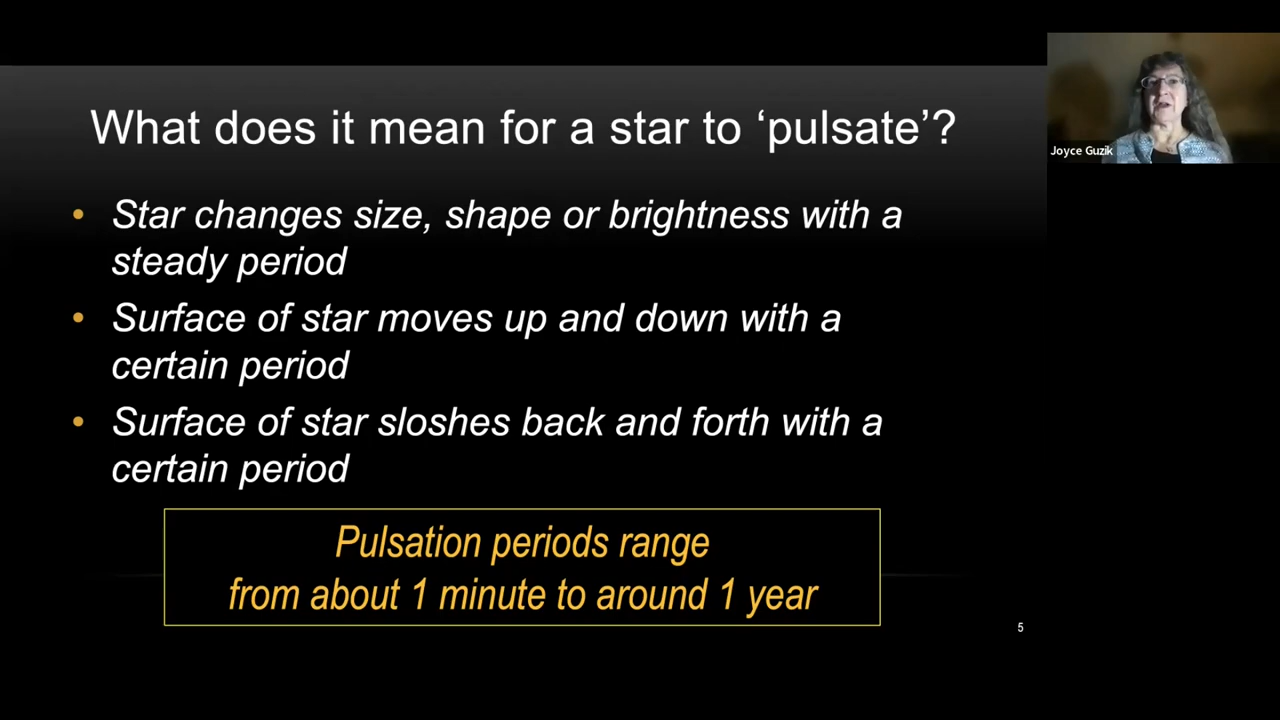 What does it mean for a star to ‘pulsate’?
Joyce Guzik
• Star changes size, shape or brightness with a
steady period
• Surface of star moves up and down with a
certain period
• Surface of star sloshes back and forth with a
certain period
Pulsation periods range
from about 1 minute to around 1 year
5